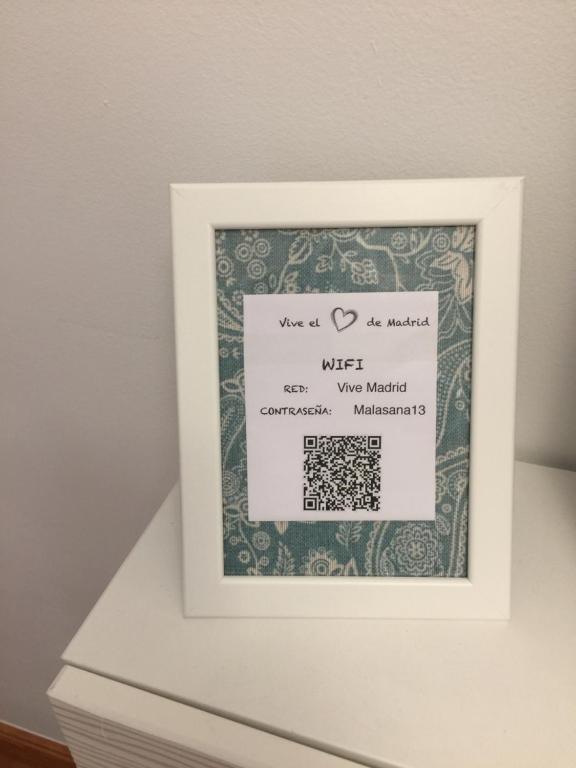 Vive el de Madrid
WIFI
RED: Vive Madrid
CONTRASEÑA: Malasana13